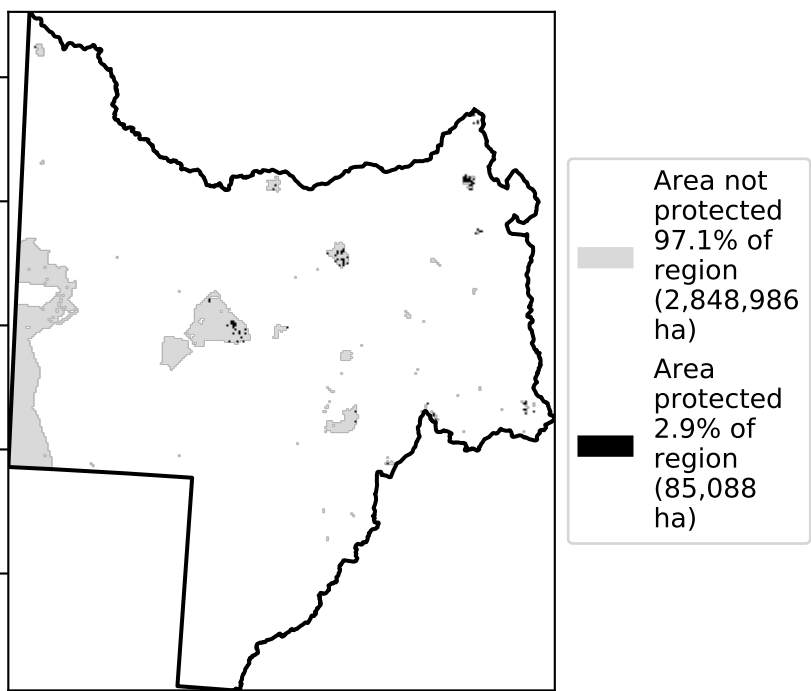 Area not
protected
97.1% of
region
(2,848,986
ha)
Area
protected
2.9% of
region
(85,088
ha)